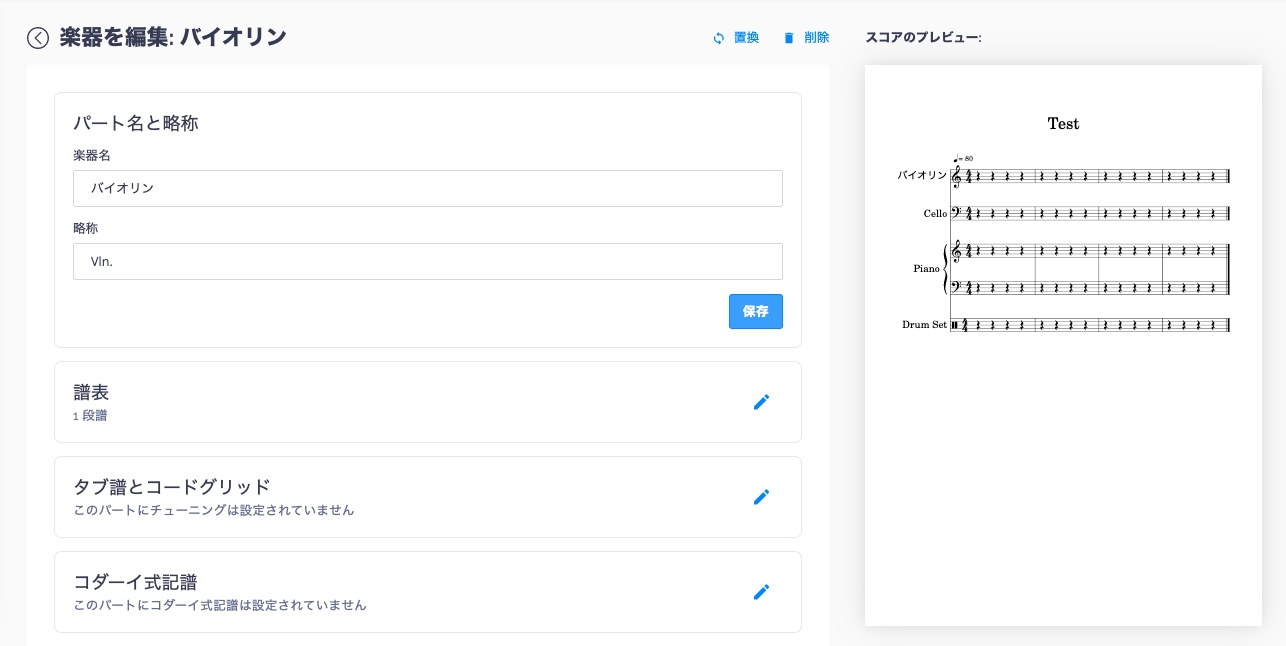 楽器を編集: バイオリン
置換
削除
パート名と略称
楽器名
バイオリン
略称
Vln.
保存
譜表
1 段譜
タブ譜とコードグリッド
このパートにチューニングは設定されていません
コダーイ式記譜
このパートにコダーイ式記譜は設定されていません
スコアのプレビュー:
Test
= 80
バイオリン
Cello
Piano
Drum Set